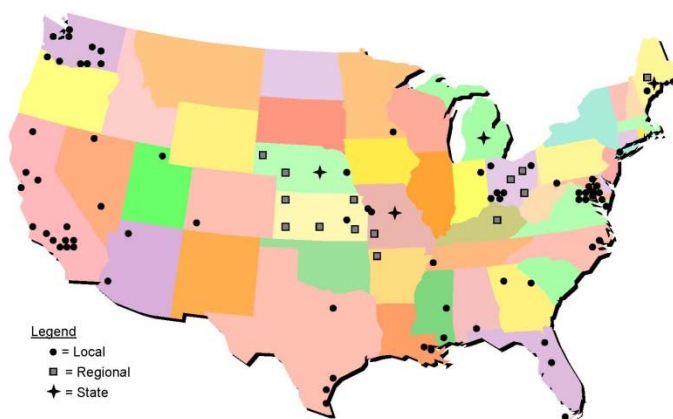 Legend
= Local
= Regional
= State